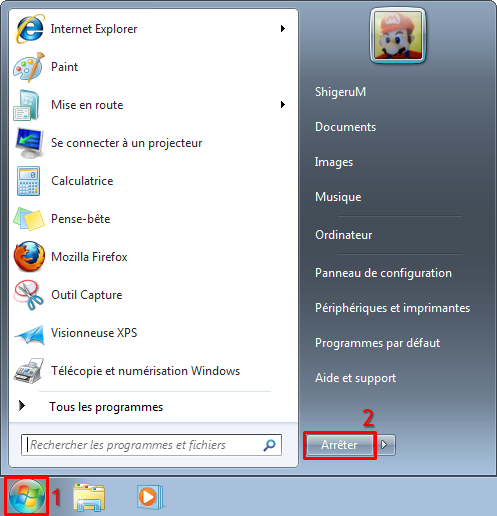 Internet Explorer
Paint
Mise en route
Se connecter à un projecteur
Calculatrice
Pense-bête
Mozilla Firefox
Outil Capture
Visionneuse XPS
Télécopie et numérisation Windows
Tous les programmes
Rechercher les programmes et fichiers
ShigeruM
Documents
Images
Musique
Ordinateur
Panneau de configuration
Périphériques et imprimantes
Programmes par défaut
Aide et support
2
Arrêter
1